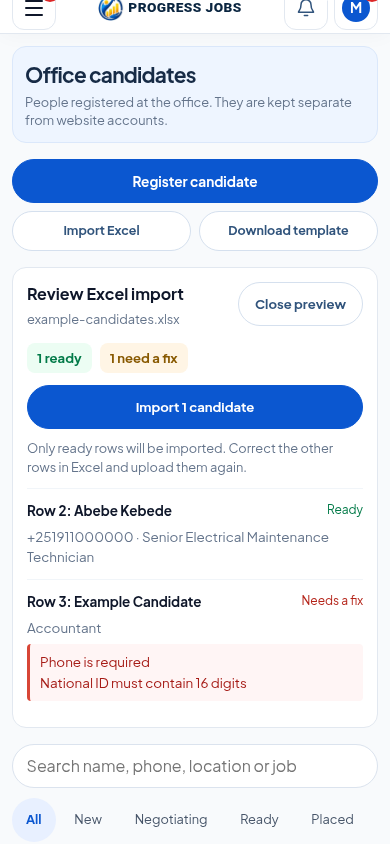 PROGRESS JOBS
M
Office candidates
People registered at the office. They are kept separate
from website accounts.
Register candidate
Import Excel
Download template
Review Excel import
example-candidates.xlsx
Close preview
1 ready
1 need a fix
Import 1 candidate
Only ready rows will be imported. Correct the other
rows in Excel and upload them again.
Row 2: Abebe Kebede
Ready
+251911000000 · Senior Electrical Maintenance
Technician
Row 3: Example Candidate
Needs a fix
Accountant
Phone is required
National ID must contain 16 digits
Search name, phone, location or job
All
New
Negotiating
Ready
Placed